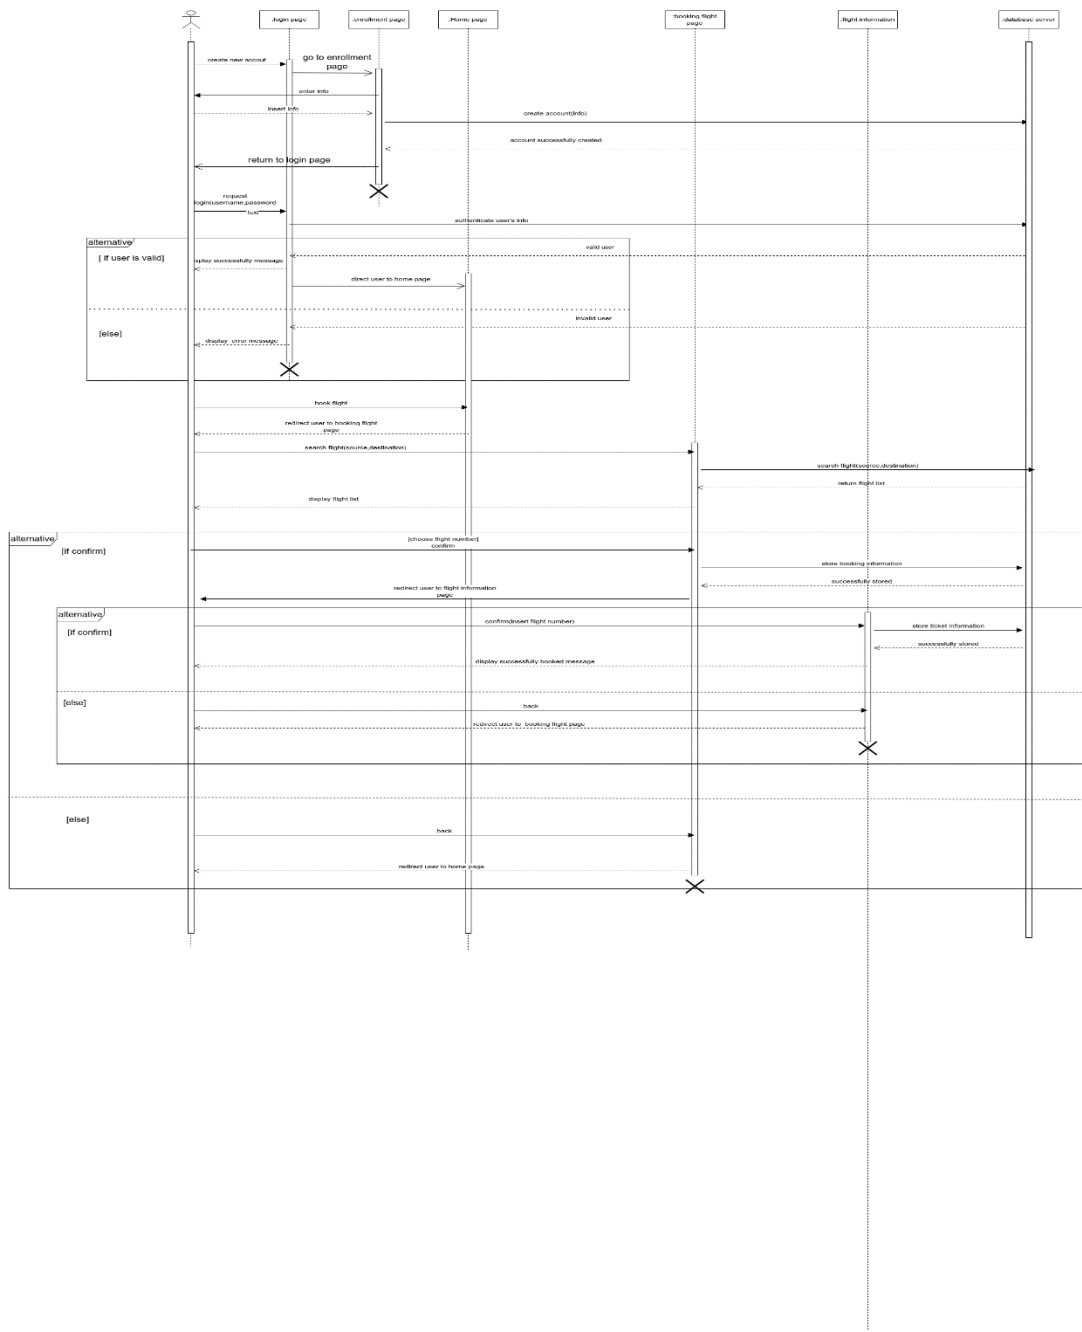 :login page
:enrollment page
:Home page
:booking flight
page
:flight information
:database server
create new accout
go to enrollment
page
enter info
insert info
create account(info)
account successfully created
return to login page
request
login(username,password
authenticate user's info
alternative
[ if user is valid]
valid user
splay successfully message
direct user to home page
invalid user
[else]
display error message
book flight
redirect user to booking flight
page
search flight(source,destination)
search flight(source,destination)
return flight list
display flight list
alternative
[if confirm]
[choose flight number]
confirm
store booking information
successfully stored
redirect user to flight information
page
alternative
[if confirm]
confirm(insert flight number)
store ticket information
successfully stored
display successfully booked message
[else]
back
redirect user to booking flight page
[else]
back
redirect user to home page